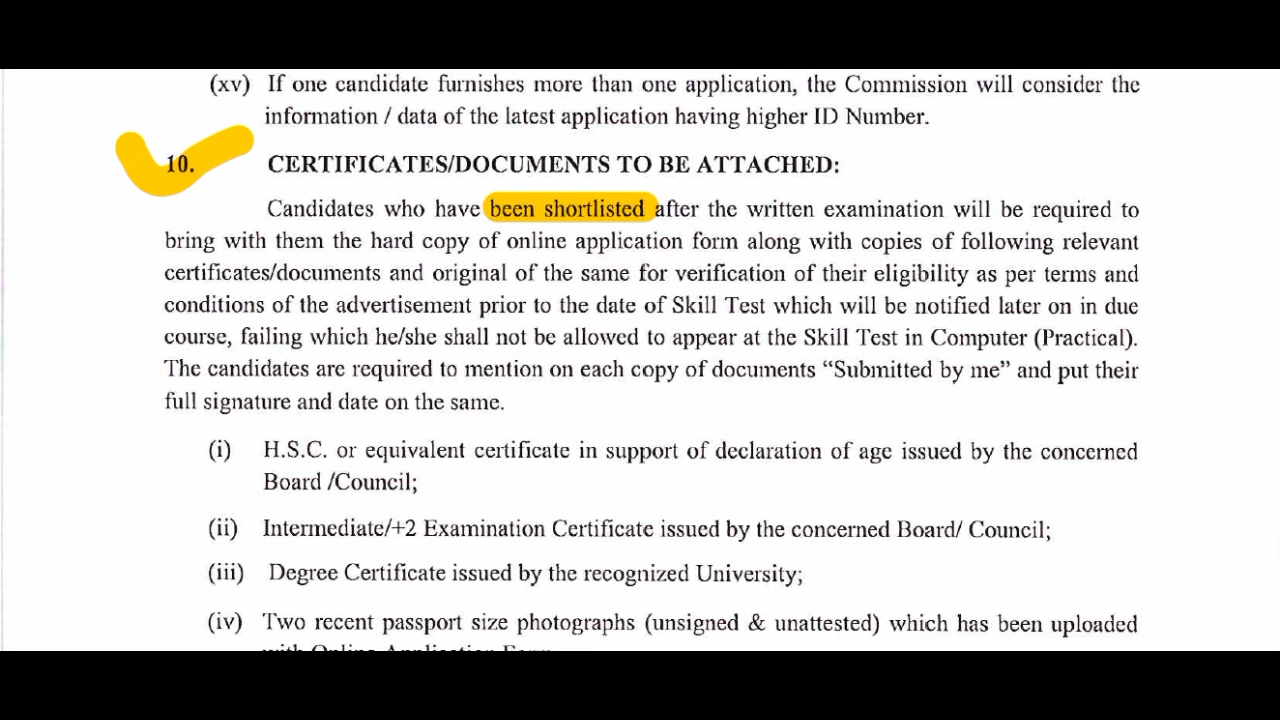 (xv) If one candidate furnishes more than one application, the Commission will consider the
information / data of the latest application having higher ID Number.
10. CERTIFICATES/DOCUMENTS TO BE ATTACHED:
Candidates who have been shortlisted after the written examination will be required to
bring with them the hard copy of online application form along with copies of following relevant
certificates/documents and original of the same for verification of their eligibility as per terms and
conditions of the advertisement prior to the date of Skill Test which will be notified later on in due
course, failing which he/she shall not be allowed to appear at the Skill Test in Computer (Practical).
The candidates are required to mention on each copy of documents “Submitted by me” and put their
full signature and date on the same.
(i) H.S.C. or equivalent certificate in support of declaration of age issued by the concerned
Board /Council;
(ii) Intermediate/+2 Examination Certificate issued by the concerned Board/ Council;
(iii) Degree Certificate issued by the recognized University;
(iv) Two recent passport size photographs (unsigned & unattested) which has been uploaded
with Online Application Form